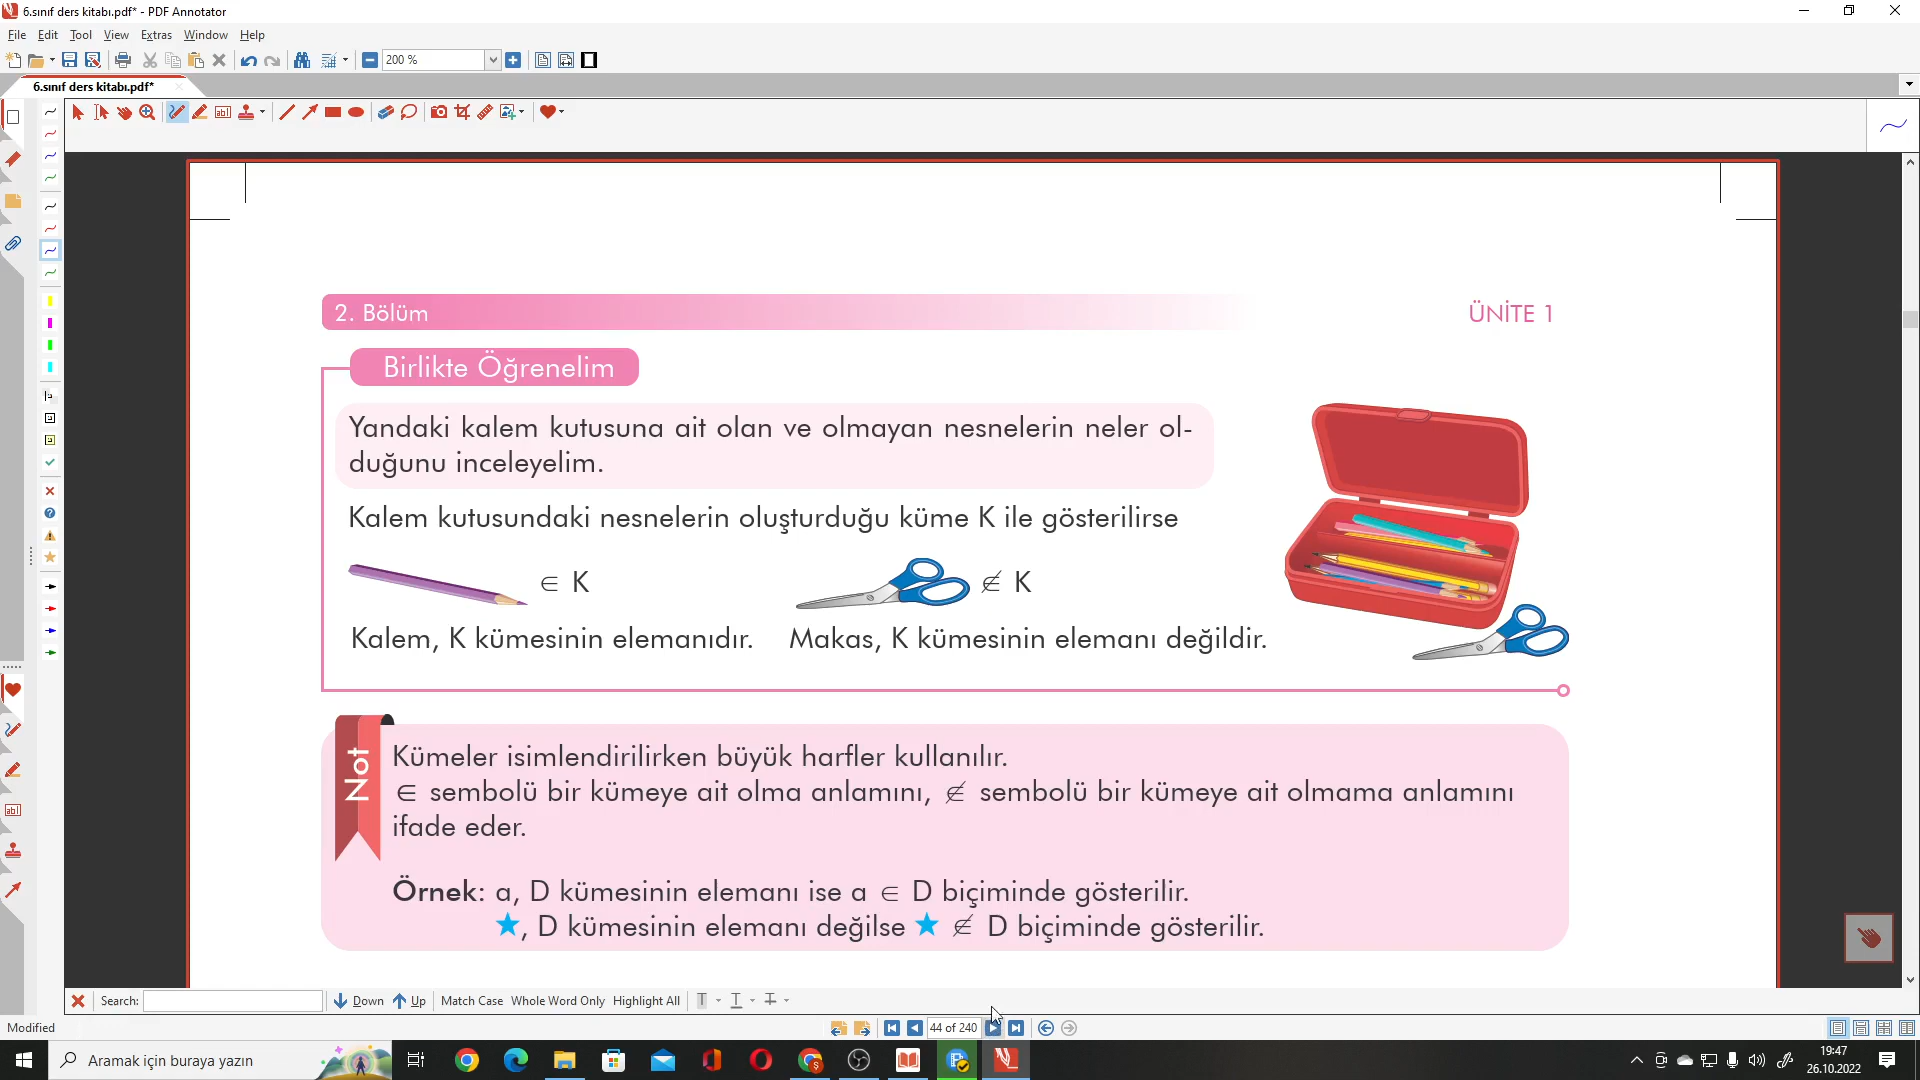 6.sınıf ders kitabı.pdf* - PDF Annotator
File Edit Tool View Extras Window Help
200 %
6.sınıf ders kitabı.pdf*
2. Bölüm
ÜNİTE 1
Birlikte Öğrenelim
Yandaki kalem kutusuna ait olan ve olmayan nesnelerin neler ol-
duğunu inceleyelim.
Kalem kutusundaki nesnelerin oluşturduğu küme K ile gösterilirse
∈ K
∉ K
Kalem, K kümesinin elemanıdır.
Makas, K kümesinin elemanı değildir.
Not
Kümeler isimlendirilirken büyük harfler kullanılır.
∈ sembolü bir kümeye ait olma anlamını, ∉ sembolü bir kümeye ait olmama anlamını
ifade eder.
Örnek: a, D kümesinin elemanı ise a ∈ D biçiminde gösterilir.
★, D kümesinin elemanı değilse ★ ∉ D biçiminde gösterilir.
Search: Down Up Match Case Whole Word Only Highlight All
Modified
44 of 240
Aramak için buraya yazın
19:47
26.10.2022